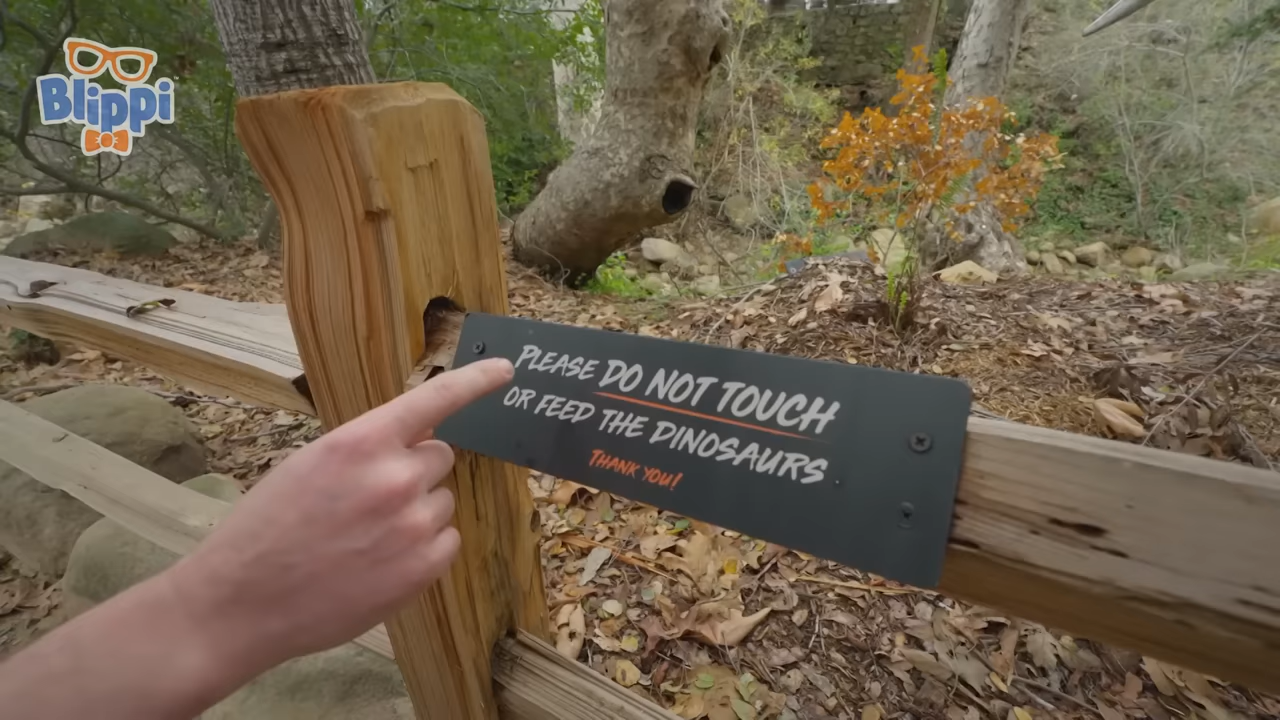 Blippi
PLEASE DO NOT TOUCH
OR FEED THE DINOSAURS
THANK YOU!